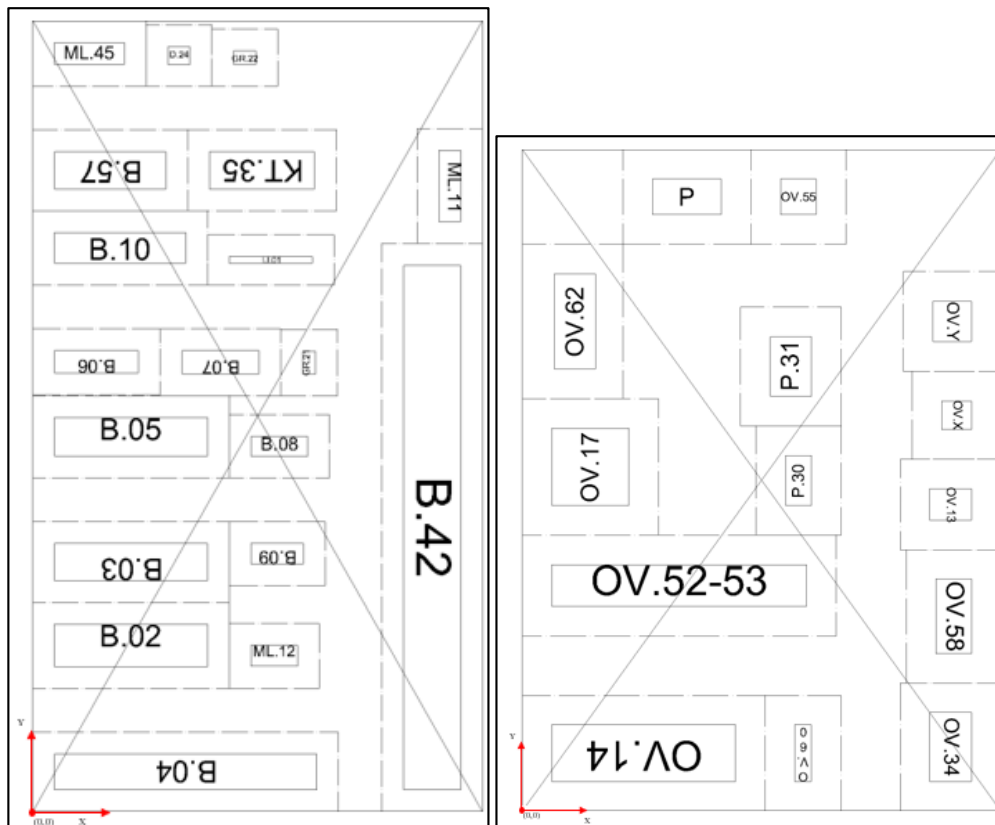 ML.45
D.24
GR.22
B.57
KT.35
ML.11
B.10
B.06
B.07
GR.21
B.05
B.08
B.42
B.03
B.09
B.02
ML.12
B.04
Y
(0,0)
X
P
OV.55
OV.62
OV.Y
P.31
OV.X
OV.17
P.30
OV.13
OV.52-53
OV.58
OV.14
OV.60
OV.34
Y
(0,0)
X